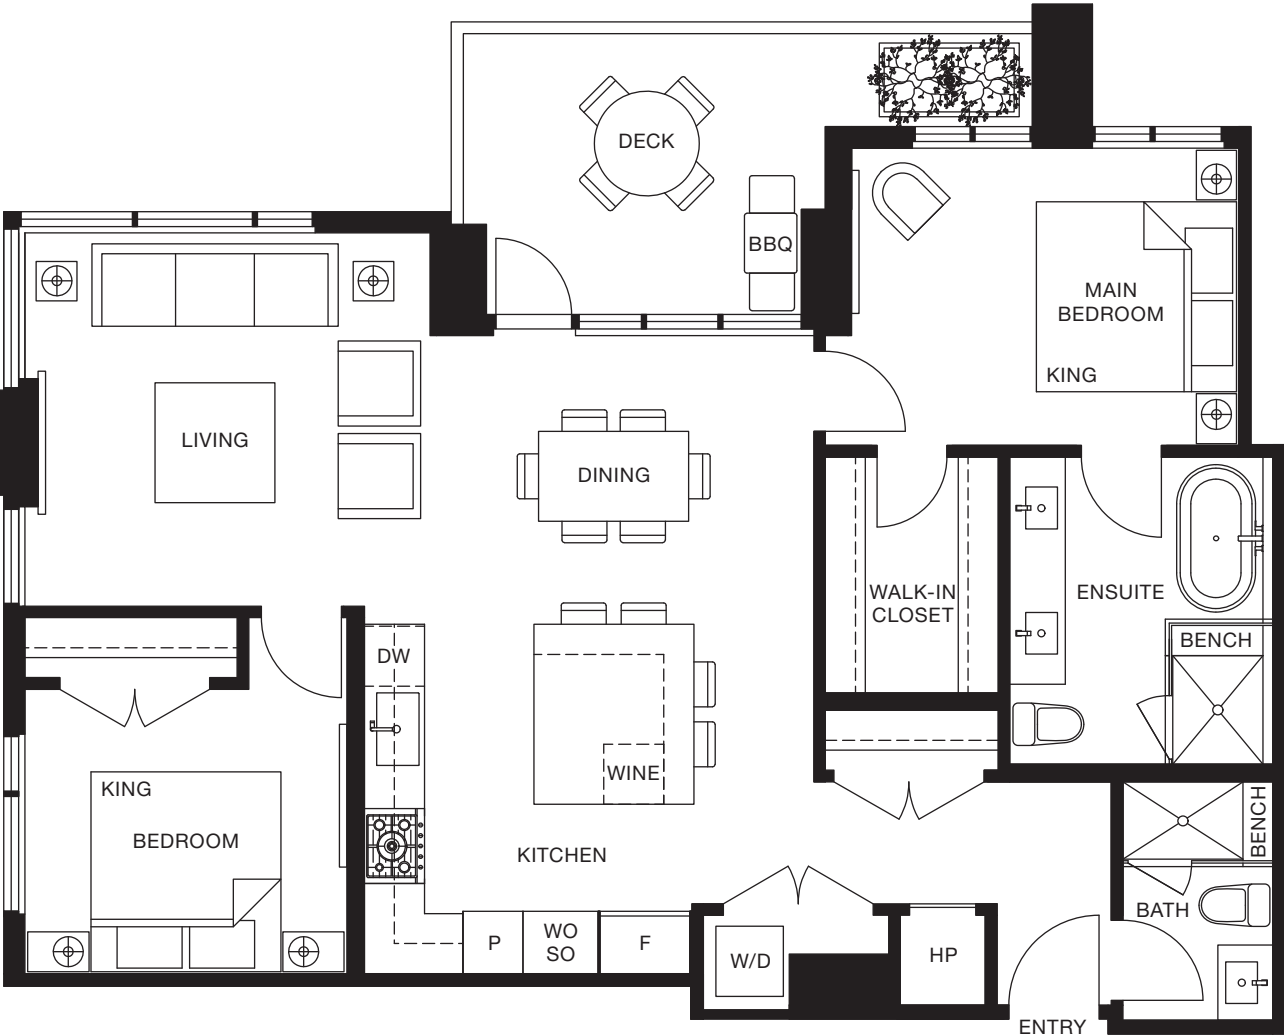 DECK
BBQ
MAIN
BEDROOM
KING
LIVING
DINING
WALK-IN
CLOSET
ENSUITE
BENCH
DW
WINE
KING
BEDROOM
KITCHEN
BENCH
BATH
P
WO
SO
F
W/D
HP
ENTRY